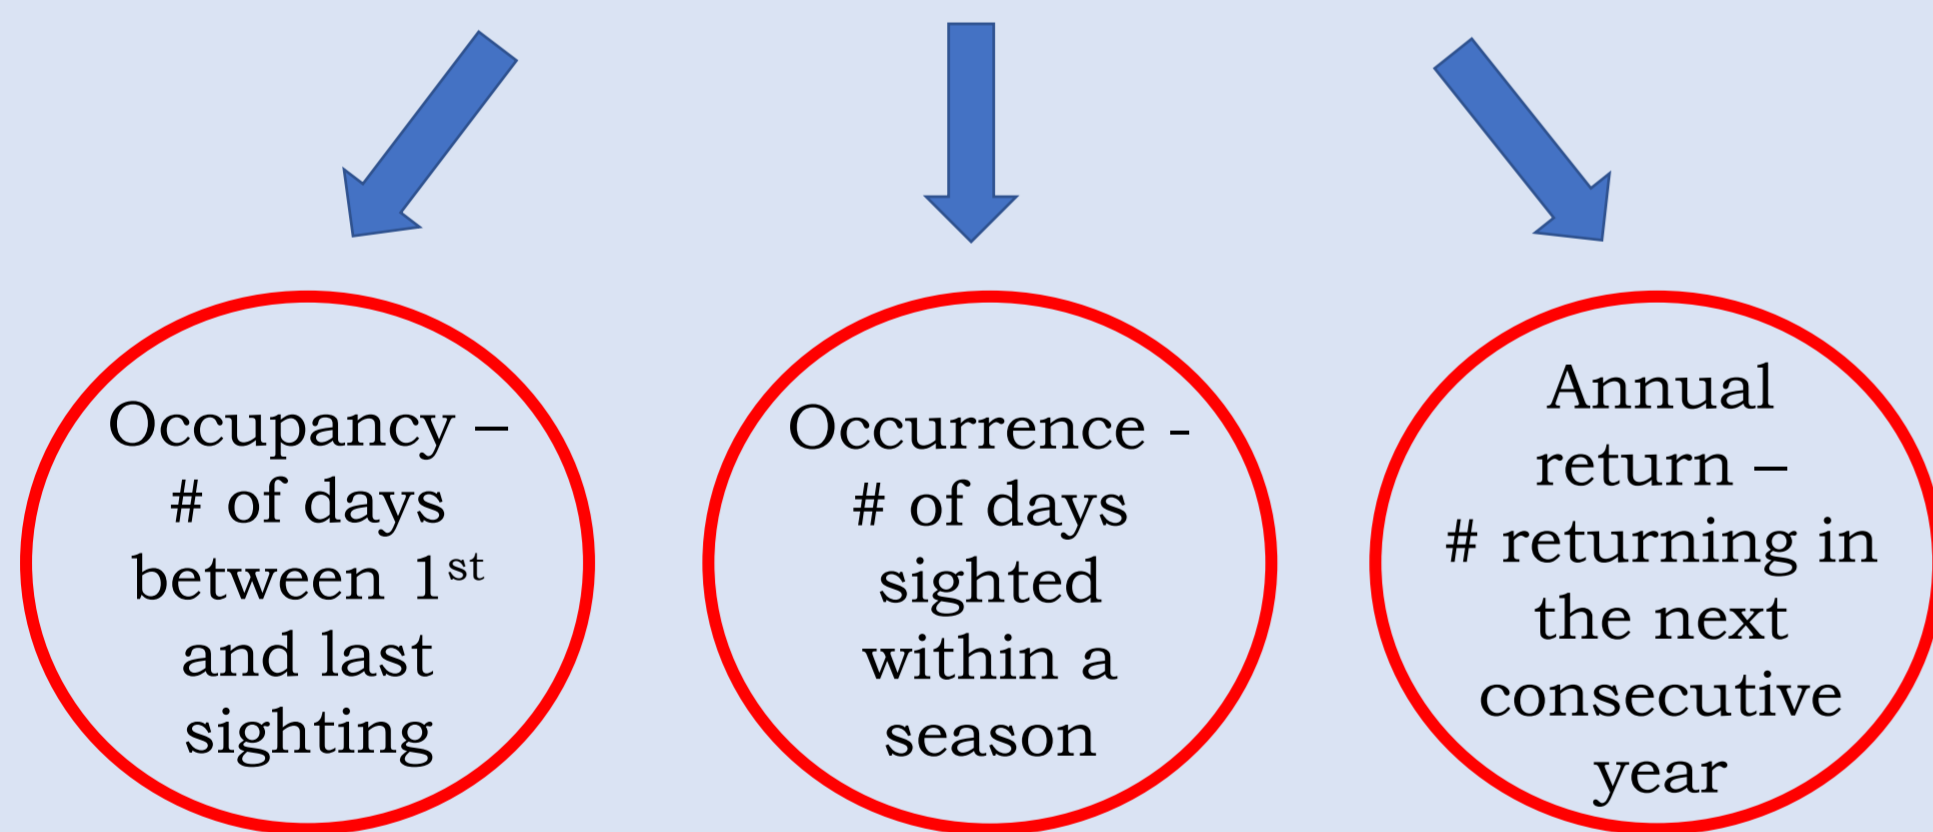 Occupancy –
# of days
between 1st
and last
sighting
Occurrence -
# of days
sighted
within a
season
Annual
return –
# returning in
the next
consecutive
year